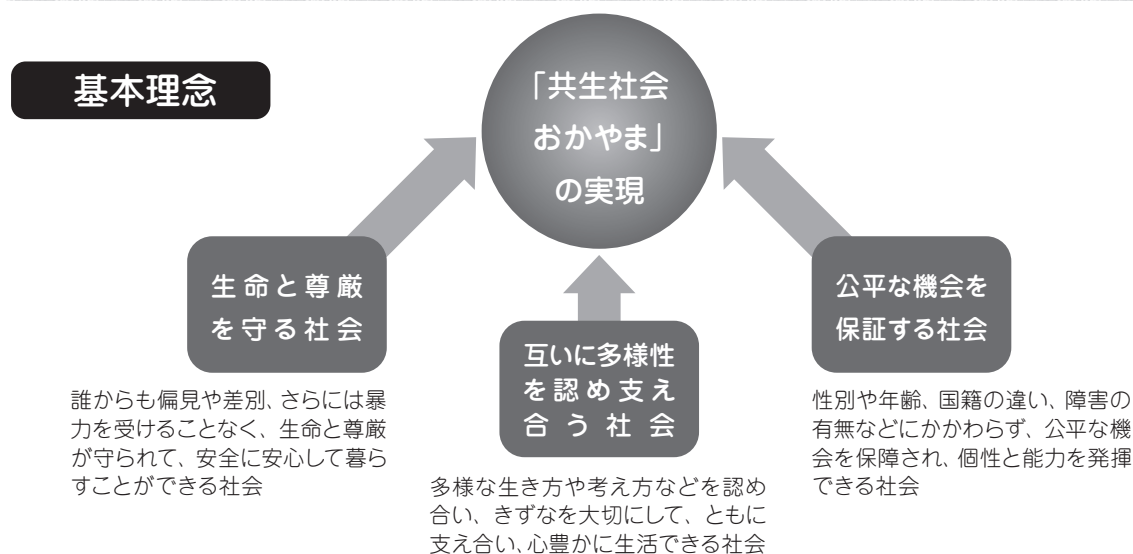 基本理念
「共生社会
おかやま」
の実現
生命と尊厳
を守る社会
誰からも偏見や差別、さらには暴
力を受けることなく、生命と尊厳
が守られて、安全に安心して暮ら
すことができる社会
互いに多様性
を認め支え
合う社会
多様な生き方や考え方などを認め
合い、きずなを大切にして、ともに
支え合い、心豊かに生活できる社会
公平な機会を
保証する社会
性別や年齢、国籍の違い、障害の
有無などにかかわらず、公平な機
会を保障され、個性と能力を発揮
できる社会